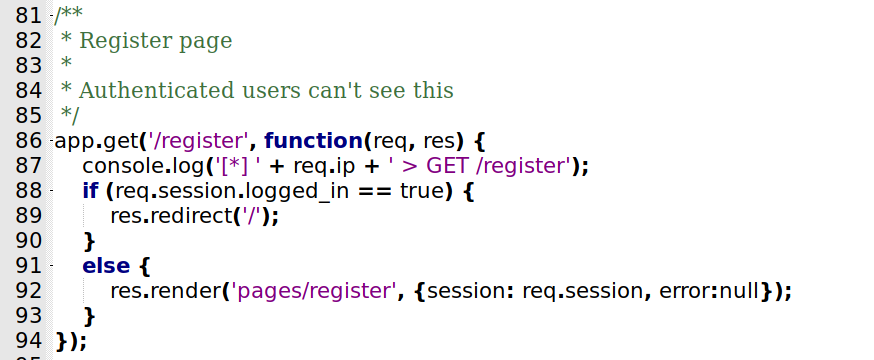 81 /**
82  * Register page
83  *
84  * Authenticated users can't see this
85  */
86 app.get('/register', function(req, res) {
87     console.log('[*] ' + req.ip + ' > GET /register');
88     if (req.session.logged_in == true) {
89         res.redirect('/');
90     }
91     else {
92         res.render('pages/register', {session: req.session, error:null});
93     }
94 });